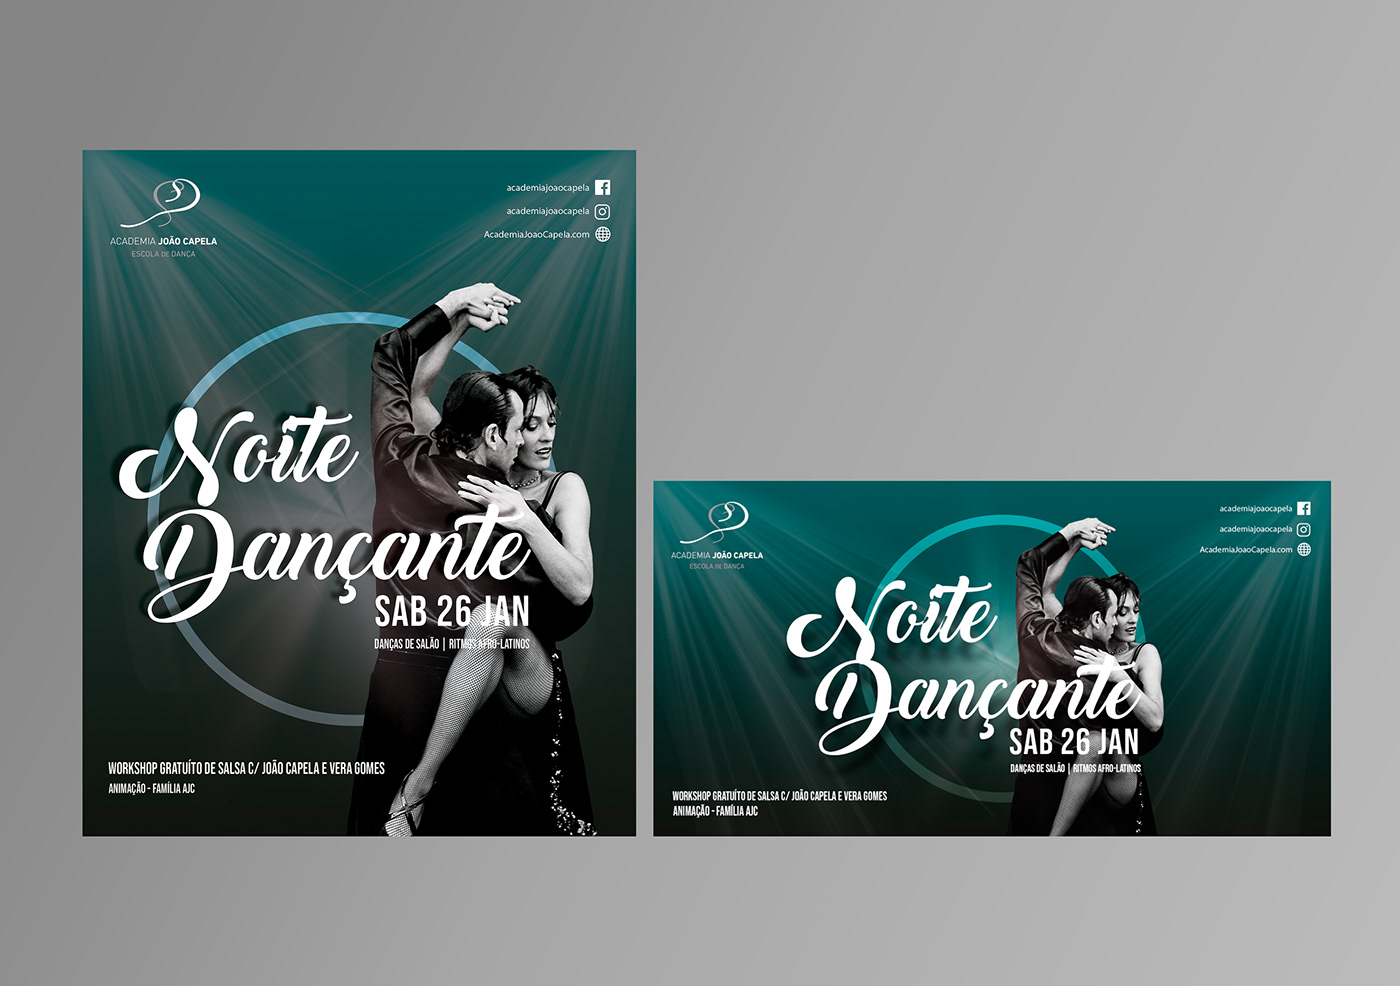 ACADEMIA JOÃO CAPELA
ESCOLA DE DANÇA
academiajoaocapela
academiajoaocapela
AcademiaJoaoCapela.com
Noite
Dançante
SAB 26 JAN
DANÇAS DE SALÃO | RITMOS AFRO-LATINOS
WORKSHOP GRATUÍTO DE SALSA C/ JOÃO CAPELA E VERA GOMES
ANIMAÇÃO - FAMÍLIA AJC
ACADEMIA JOÃO CAPELA
ESCOLA DE DANÇA
academiajoaocapela
academiajoaocapela
AcademiaJoaoCapela.com
Noite
Dançante
SAB 26 JAN
DANÇAS DE SALÃO | RITMOS AFRO-LATINOS
WORKSHOP GRATUÍTO DE SALSA C/ JOÃO CAPELA E VERA GOMES
ANIMAÇÃO - FAMÍLIA AJC